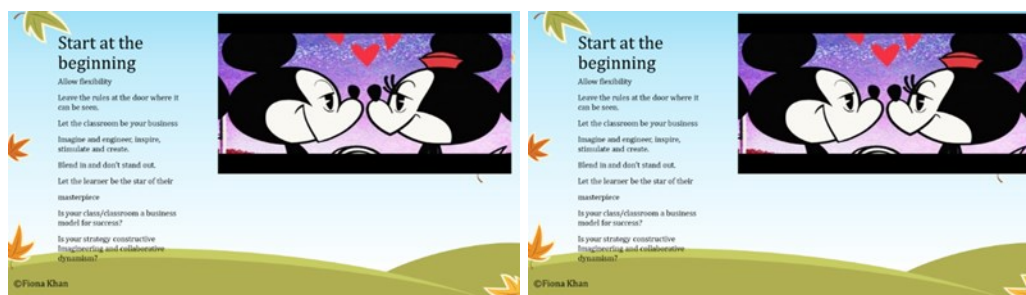 Start at the
beginning
Allow flexibility
Leave the rules at the door where it
can be seen.
Let the classroom be your business
Imagine and engineer, inspire,
stimulate and create.
Blend in and don't stand out.
Let the learner be the star of their
masterpiece
Is your class/classroom a business
model for success?
Is your strategy constructive
Imagineering and collaborative
dynamism?
©Fiona Khan
Start at the
beginning
Allow flexibility
Leave the rules at the door where it
can be seen.
Let the classroom be your business
Imagine and engineer, inspire,
stimulate and create.
Blend in and don't stand out.
Let the learner be the star of their
masterpiece
Is your class/classroom a business
model for success?
Is your strategy constructive
Imagineering and collaborative
dynamism?
©Fiona Khan